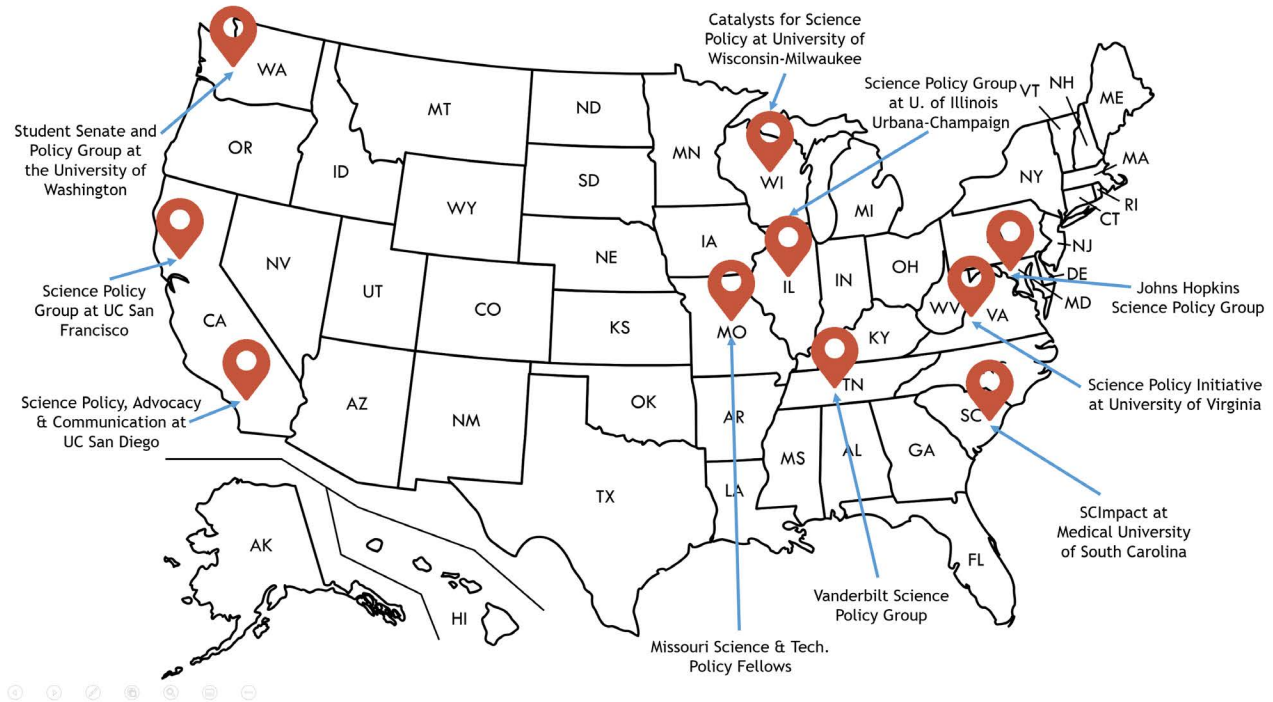 Catalysts for Science
Policy at University of
Wisconsin-Milwaukee
Science Policy Group
at U. of Illinois
Urbana-Champaign
Student Senate and
Policy Group at
the University of
Washington
Science Policy
Group at UC San
Francisco
Science Policy, Advocacy
& Communication at
UC San Diego
Johns Hopkins
Science Policy Group
Science Policy Initiative
at University of Virginia
SCImpact at
Medical University
of South Carolina
Vanderbilt Science
Policy Group
Missouri Science & Tech.
Policy Fellows
WA
MT
ND
MN
VT
NH
ME
OR
ID
SD
WI
NY
MA
WY
MI
RI
CT
IA
NV
NE
OH
NJ
UT
IN
DE
IL
CO
WV
VA
MD
CA
KS
MO
KY
TN
AZ
OK
NM
AR
SC
MS
AL
GA
TX
LA
AK
FL
HI